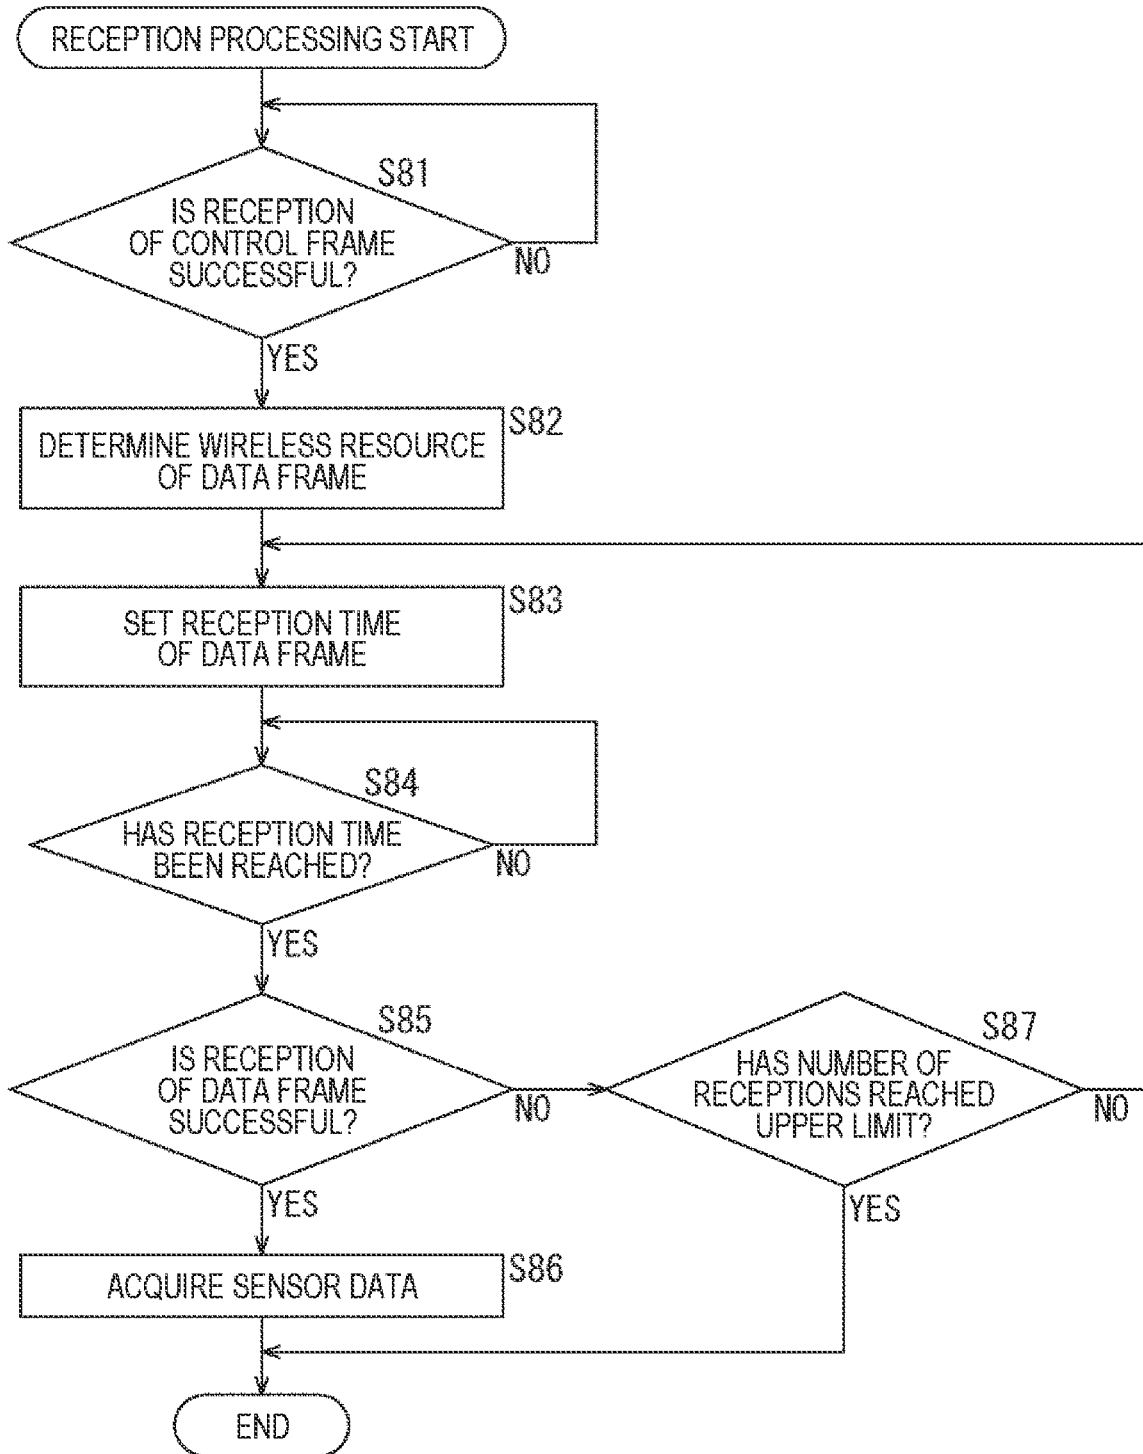 RECEPTION PROCESSING START
S81
IS RECEPTION
OF CONTROL FRAME
SUCCESSFUL?
NO
YES
S82
DETERMINE WIRELESS RESOURCE
OF DATA FRAME
S83
SET RECEPTION TIME
OF DATA FRAME
S84
HAS RECEPTION TIME
BEEN REACHED?
NO
YES
S85
IS RECEPTION
OF DATA FRAME
SUCCESSFUL?
NO
S87
HAS NUMBER OF
RECEPTIONS REACHED
UPPER LIMIT?
NO
YES
YES
S86
ACQUIRE SENSOR DATA
END